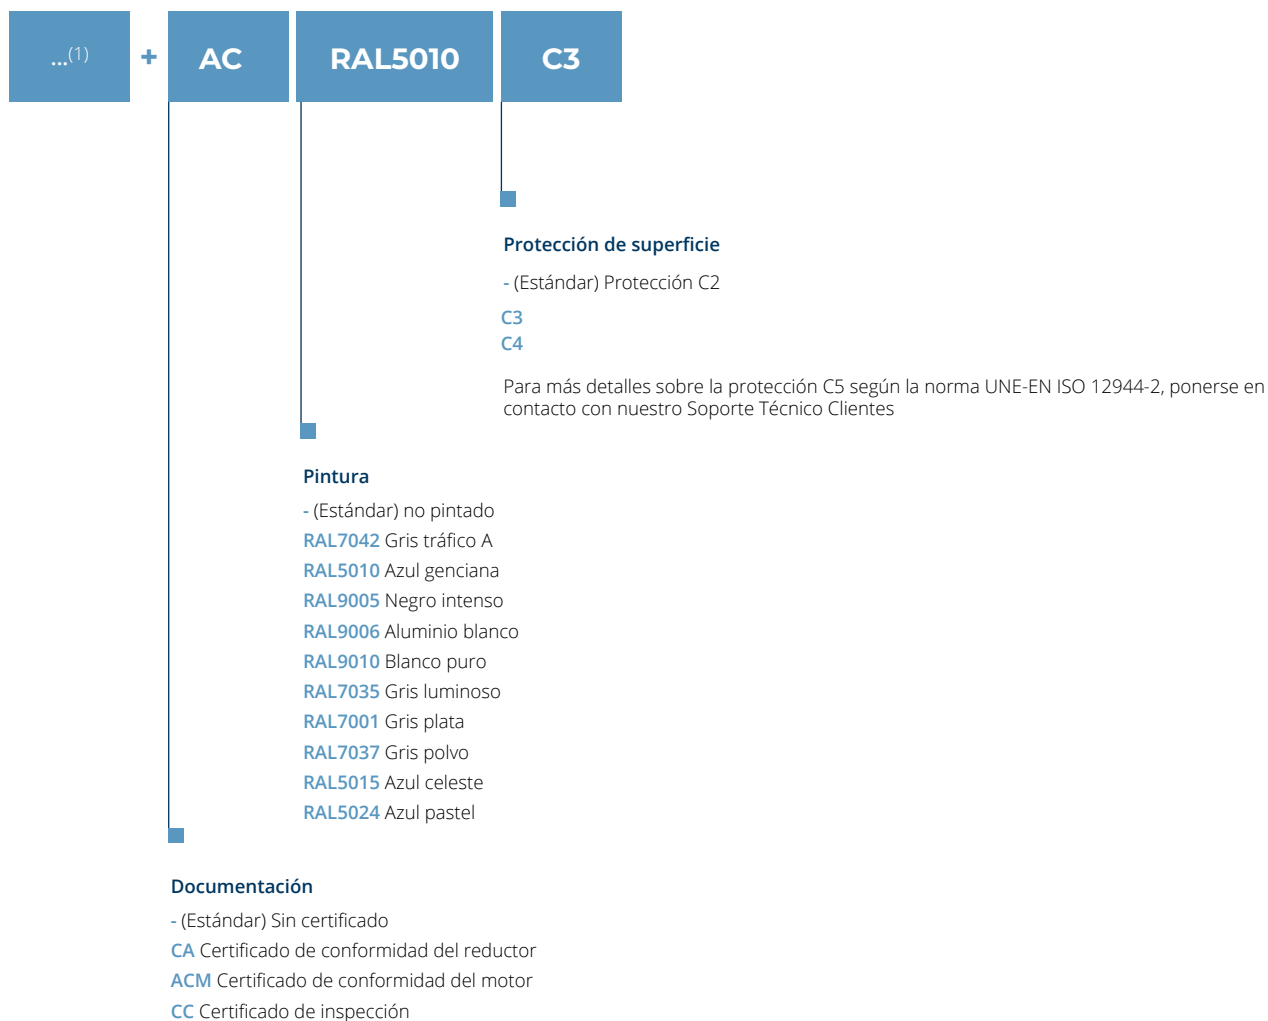 ...(1) + AC RAL5010 C3
Protección de superficie
- (Estándar) Protección C2
C3
C4
Para más detalles sobre la protección C5 según la norma UNE-EN ISO 12944-2, ponerse en
contacto con nuestro Soporte Técnico Clientes
Pintura
- (Estándar) no pintado
RAL7042 Gris tráfico A
RAL5010 Azul genciana
RAL9005 Negro intenso
RAL9006 Aluminio blanco
RAL9010 Blanco puro
RAL7035 Gris luminoso
RAL7001 Gris plata
RAL7037 Gris polvo
RAL5015 Azul celeste
RAL5024 Azul pastel
Documentación
- (Estándar) Sin certificado
CA Certificado de conformidad del reductor
ACM Certificado de conformidad del motor
CC Certificado de inspección